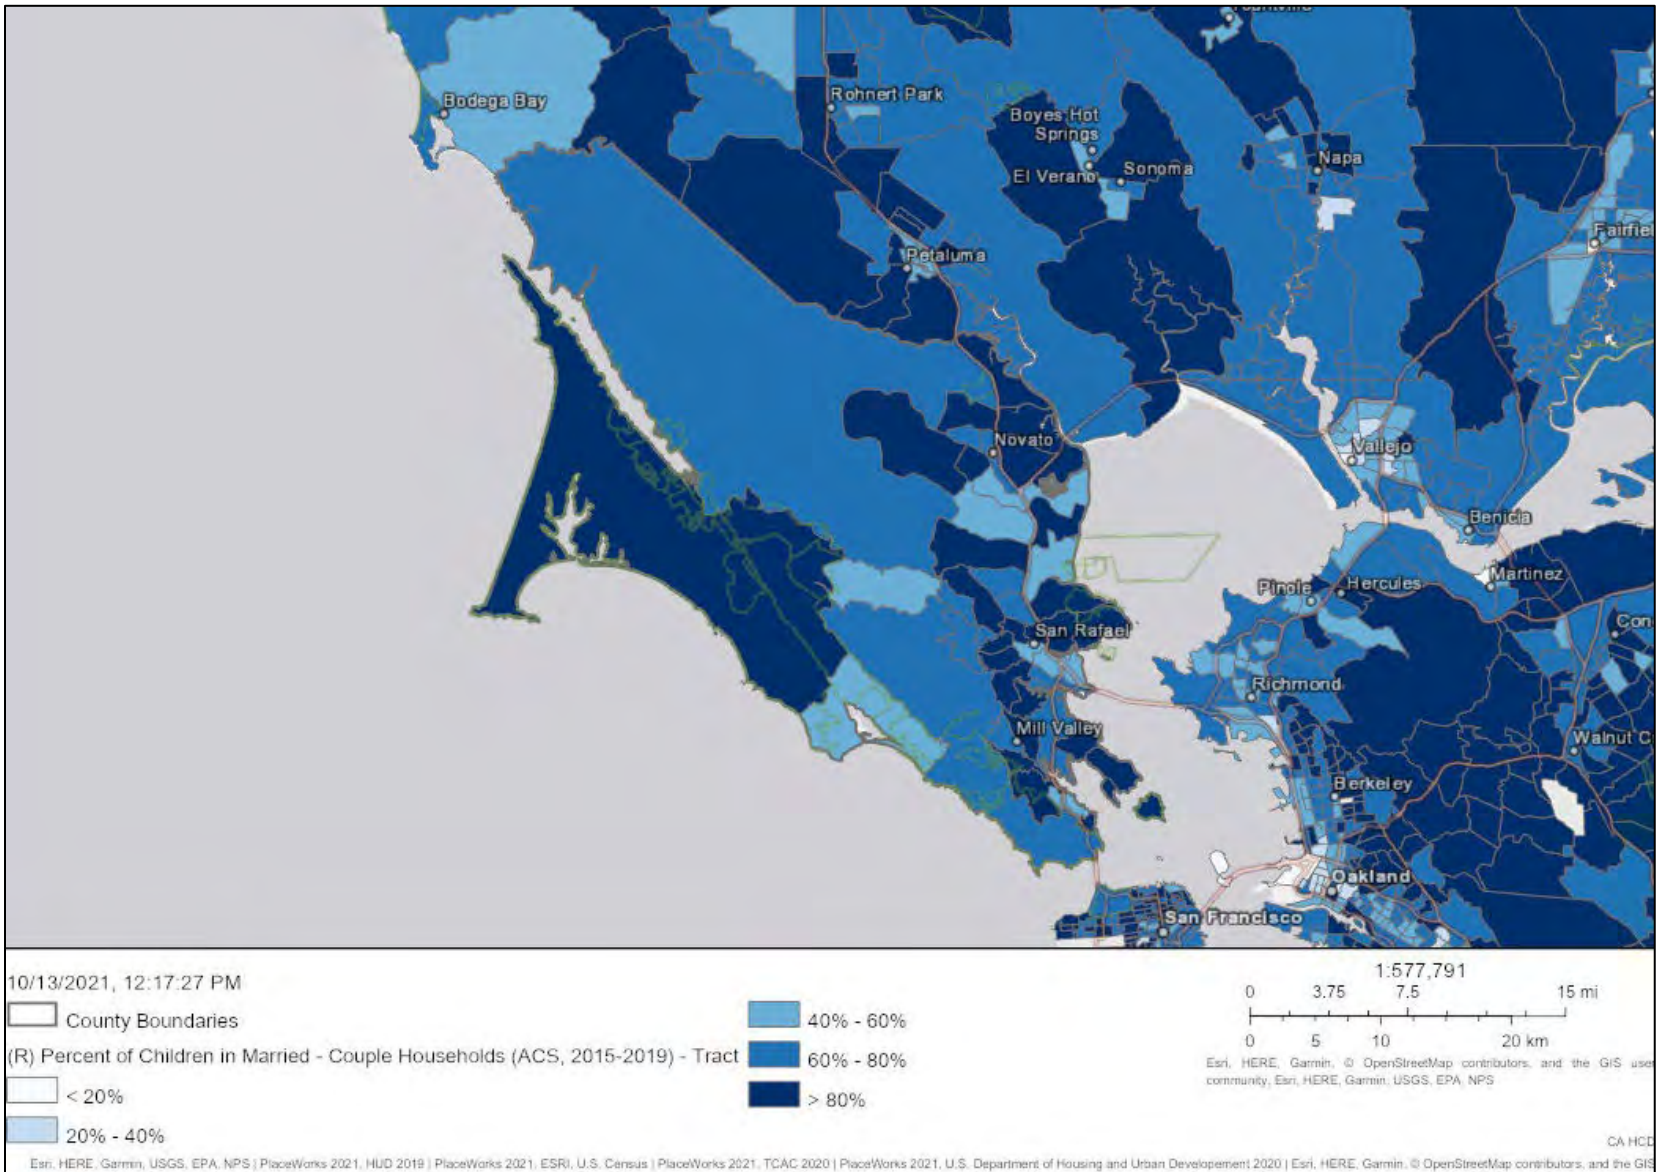 Bodega Bay
Rohnert Park
Boyes Hot
Springs
El Verano
Sonoma
Napa
Petaluma
Novato
Vallejo
Benicia
Martinez
Pinole
Hercules
San Rafael
Richmond
Mill Valley
Berkeley
Oakland
San Francisco
10/13/2021, 12:17:27 PM
County Boundaries
(R) Percent of Children in Married - Couple Households (ACS, 2015-2019) - Tract
< 20%
20% - 40%
40% - 60%
60% - 80%
> 80%
1:577,791
0 3.75 7.5 15 mi
0 5 10 20 km
Esri, HERE, Garmin, © OpenStreetMap contributors, and the GIS user
community, Esri, HERE, Garmin, USGS, EPA, NPS
CA HCD
Esri, HERE, Garmin, USGS, EPA, NPS | PlaceWorks 2021, HUD 2019 | PlaceWorks 2021, ESRI, U.S. Census | PlaceWorks 2021, TCAC 2020 | PlaceWorks 2021, U.S. Department of Housing and Urban Developement 2020 | Esri, HERE, Garmin, © OpenStreetMap contributors, and the GIS